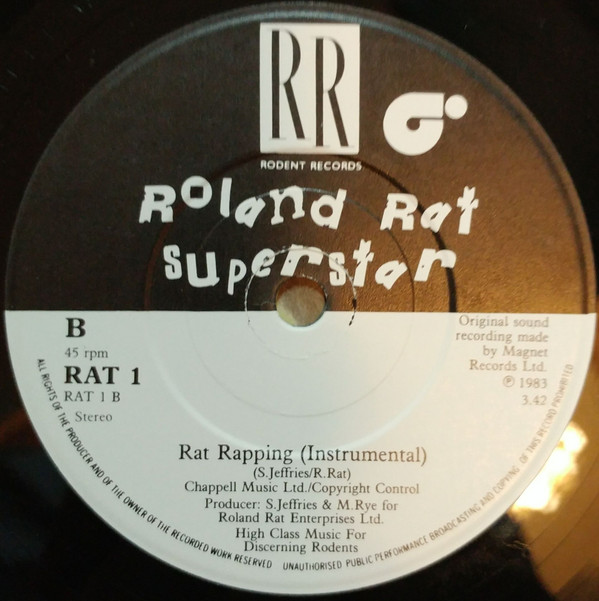 RR
RODENT RECORDS
Roland Rat
Superstar
B
45 rpm
RAT 1
RAT 1 B
Stereo
Original sound
recording made
by Magnet
Records Ltd.
℗ 1983
3.42
Rat Rapping (Instrumental)
(S.Jeffries/R.Rat)
Chappell Music Ltd./Copyright Control
Producer: S.Jeffries & M.Rye for
Roland Rat Enterprises Ltd.
High Class Music For
Discerning Rodents
ALL RIGHTS OF THE PRODUCER AND OF THE OWNER OF THE RECORDED WORK RESERVED UNAUTHORISED PUBLIC PERFORMANCE BROADCASTING AND COPYING OF THIS RECORD PROHIBITED